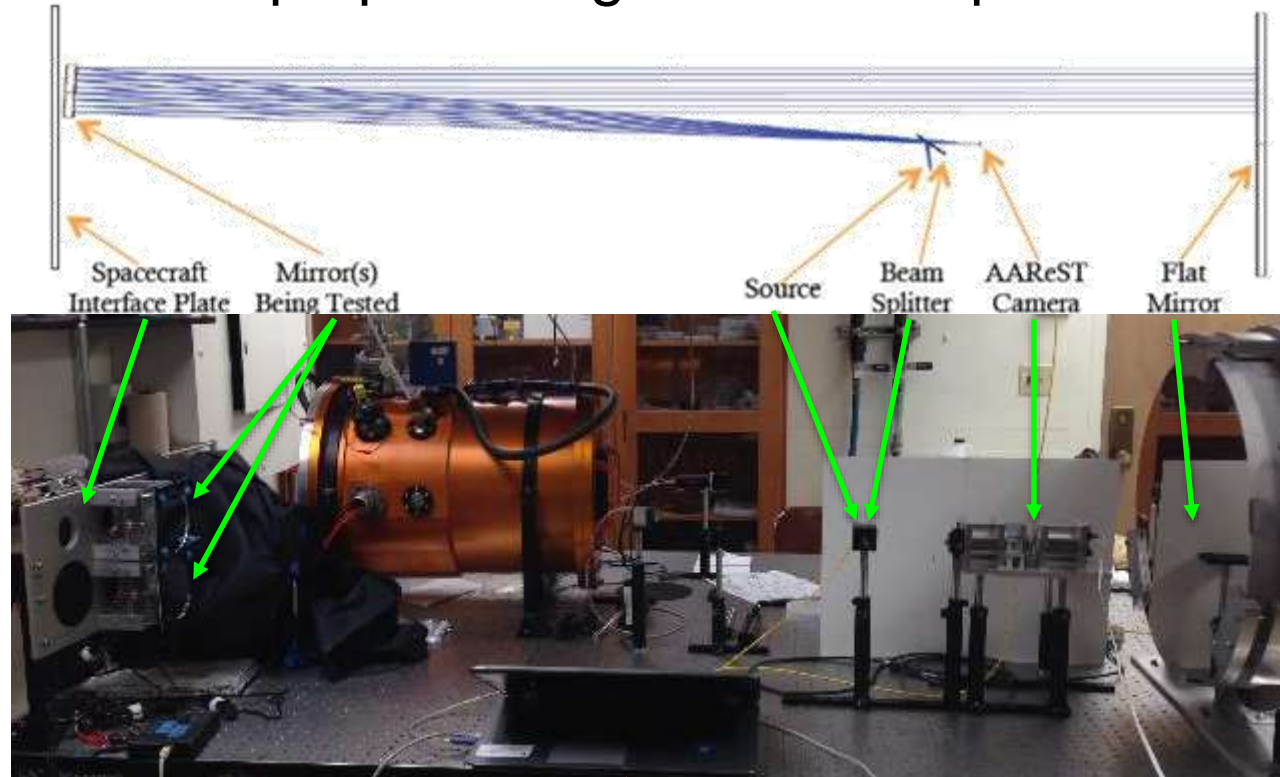 Spacecraft
Interface Plate
Mirror(s)
Being Tested
Source
Beam
Splitter
AAReST
Camera
Flat
Mirror